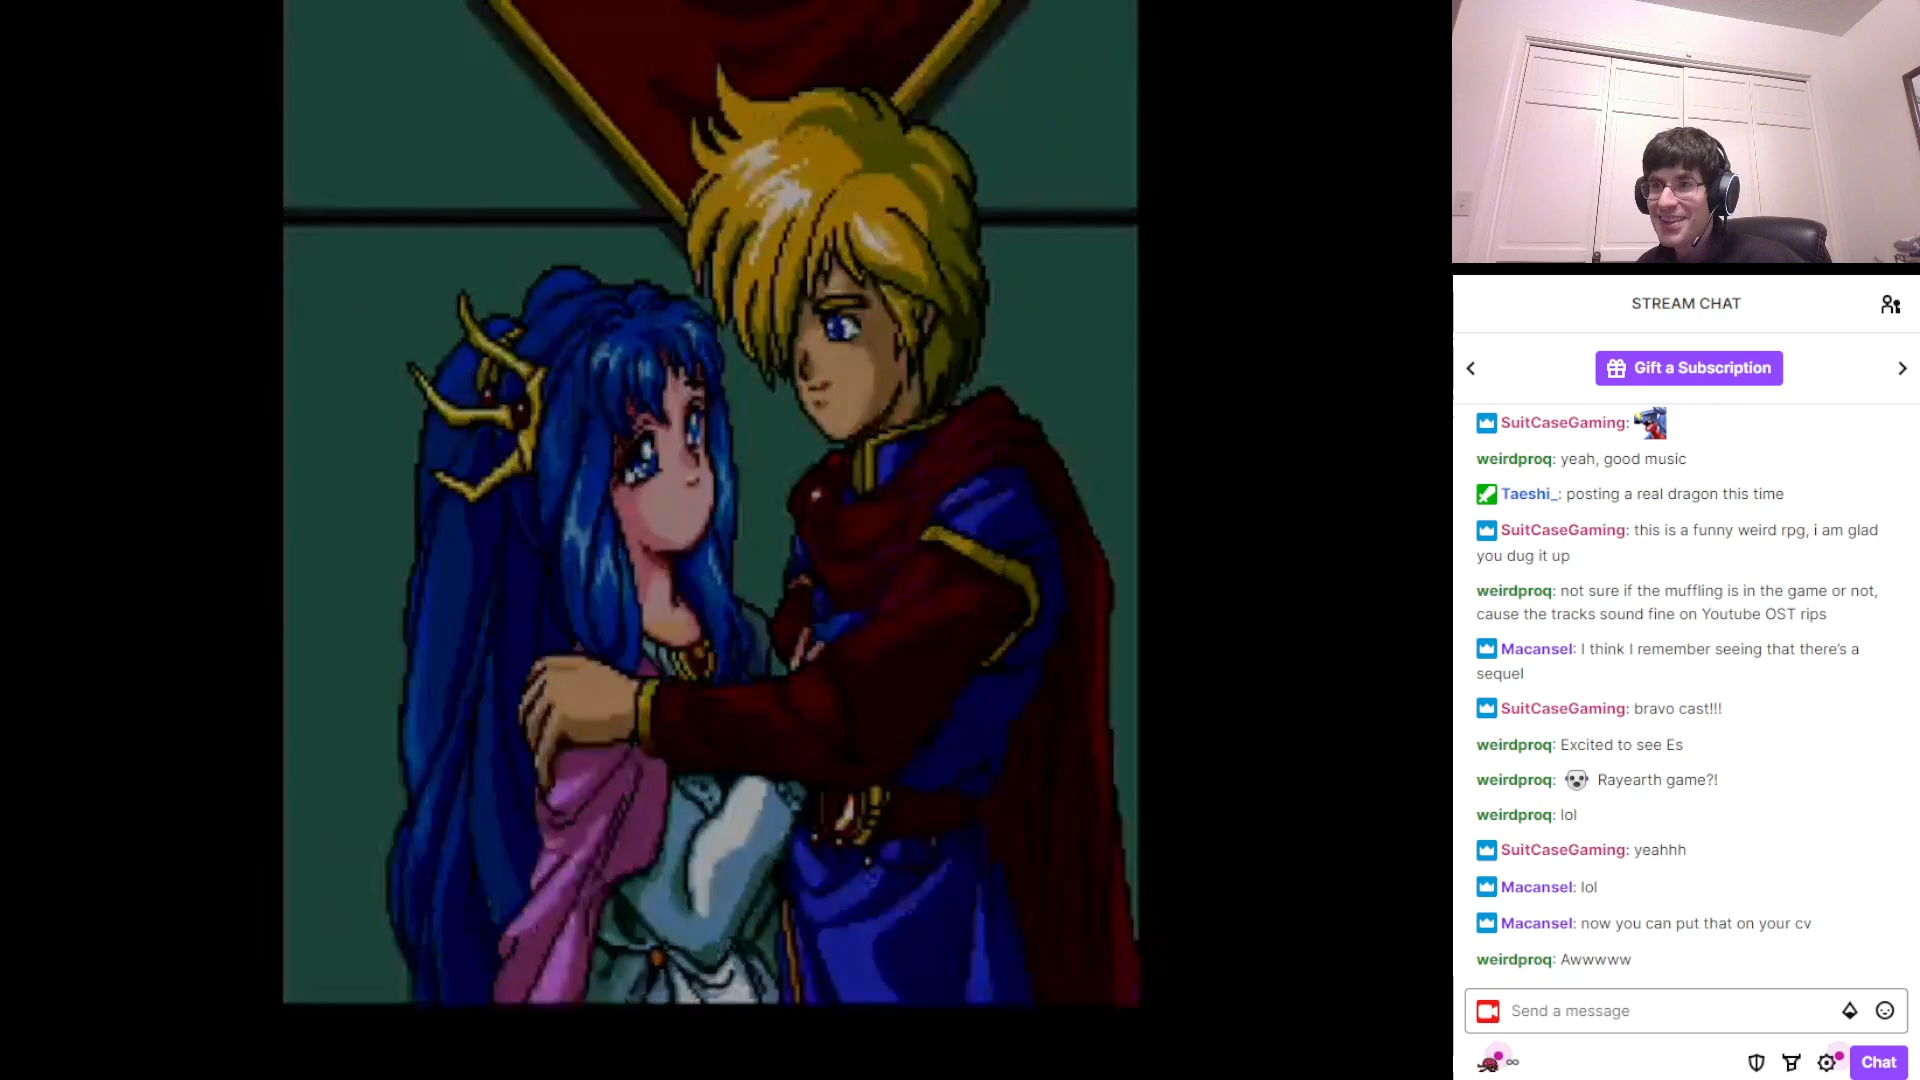 STREAM CHAT
Gift a Subscription
SuitCaseGaming:
weirdproq: yeah, good music
Taeshi_: posting a real dragon this time
SuitCaseGaming: this is a funny weird rpg, i am glad
you dug it up
weirdproq: not sure if the muffling is in the game or not,
cause the tracks sound fine on Youtube OST rips
Macansel: I think I remember seeing that there's a
sequel
SuitCaseGaming: bravo cast!!!
weirdproq: Excited to see Es
weirdproq: Rayearth game?!
weirdproq: lol
SuitCaseGaming: yeahhh
Macansel: lol
Macansel: now you can put that on your cv
weirdproq: Awwwww
Send a message
∞
Chat